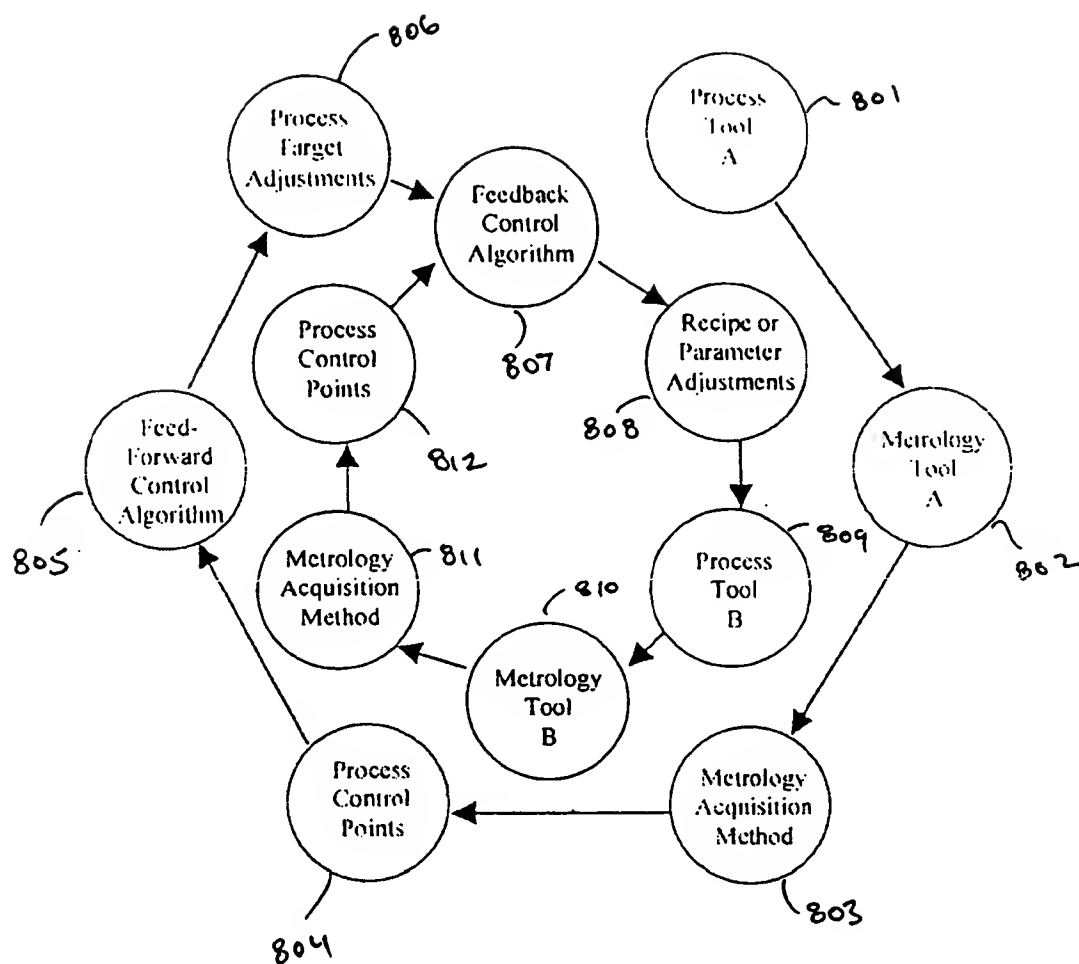 806
Process
Target
Adjustments
Process
Tool
A
801
Feedback
Control
Algorithm
807
Process
Control
Points
812
Recipe or
Parameter
Adjustments
808
Feed-
Forward
Control
Algorithm
805
Metrology
Tool
A
802
Metrology
Acquisition
Method
811
Process
Tool
B
809
810
Metrology
Tool
B
Process
Control
Points
804
Metrology
Acquisition
Method
803